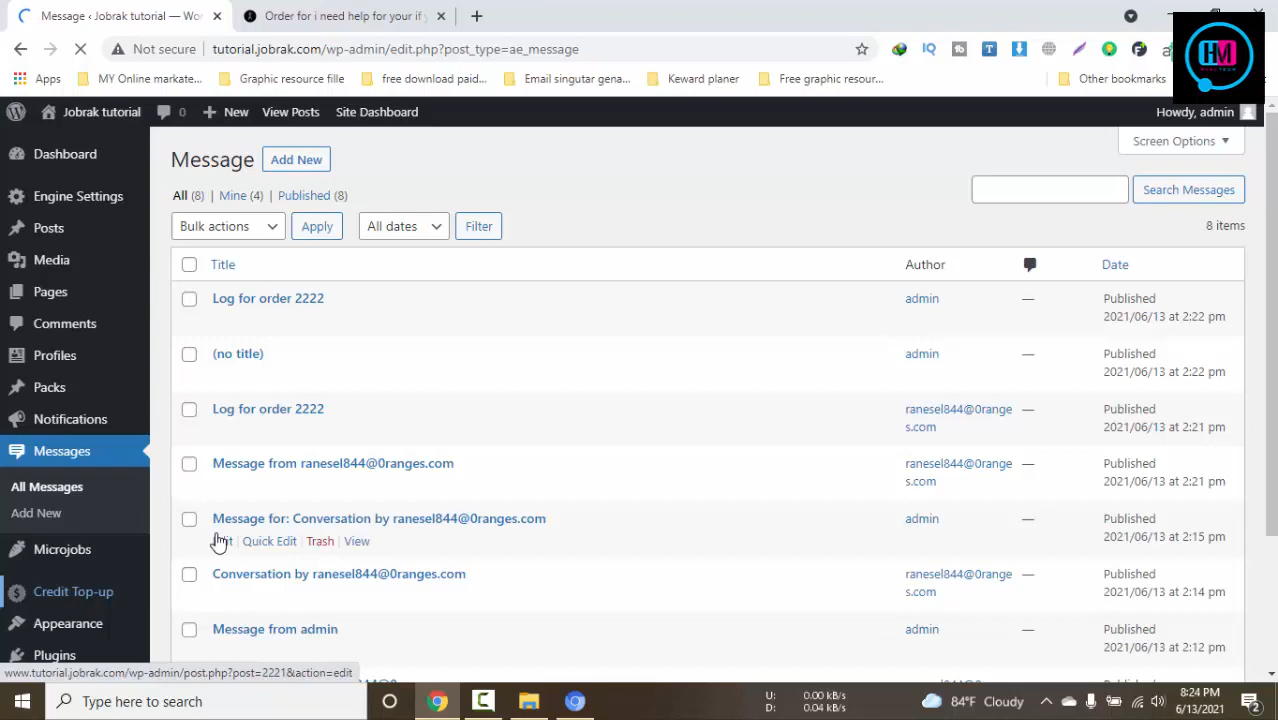 Message ‹ Jobrak tutorial — Wor
Order for i need help for your if y
Not secure
tutorial.jobrak.com/wp-admin/edit.php?post_type=ae_message
Apps
MY Online markate...
Graphic resource fille
free download paid...
Fail singutar gena...
Keward planer
Free graphic resour...
Other bookmarks
HM
Jobrak tutorial
0
New
View Posts
Site Dashboard
Howdy, admin
Screen Options
Dashboard
Engine Settings
Posts
Media
Pages
Comments
Profiles
Packs
Notifications
Messages
All Messages
Add New
Microjobs
Credit Top-up
Appearance
Plugins
Message
Add New
All (8) | Mine (4) | Published (8)
Search Messages
Bulk actions
Apply
All dates
Filter
8 items
Title
Author
Date
Log for order 2222
admin
—
Published
2021/06/13 at 2:22 pm
(no title)
admin
—
Published
2021/06/13 at 2:22 pm
Log for order 2222
ranesel844@0range
s.com
—
Published
2021/06/13 at 2:21 pm
Message from ranesel844@0ranges.com
ranesel844@0range
s.com
—
Published
2021/06/13 at 2:21 pm
Message for: Conversation by ranesel844@0ranges.com
Edit | Quick Edit | Trash | View
admin
—
Published
2021/06/13 at 2:15 pm
Conversation by ranesel844@0ranges.com
ranesel844@0range
s.com
—
Published
2021/06/13 at 2:14 pm
Message from admin
admin
—
Published
2021/06/13 at 2:12 pm
www.tutorial.jobrak.com/wp-admin/post.php?post=2221&action=edit
Type here to search
U:
D:
0.00 kB/s
0.04 kB/s
84°F Cloudy
8:24 PM
6/13/2021
2